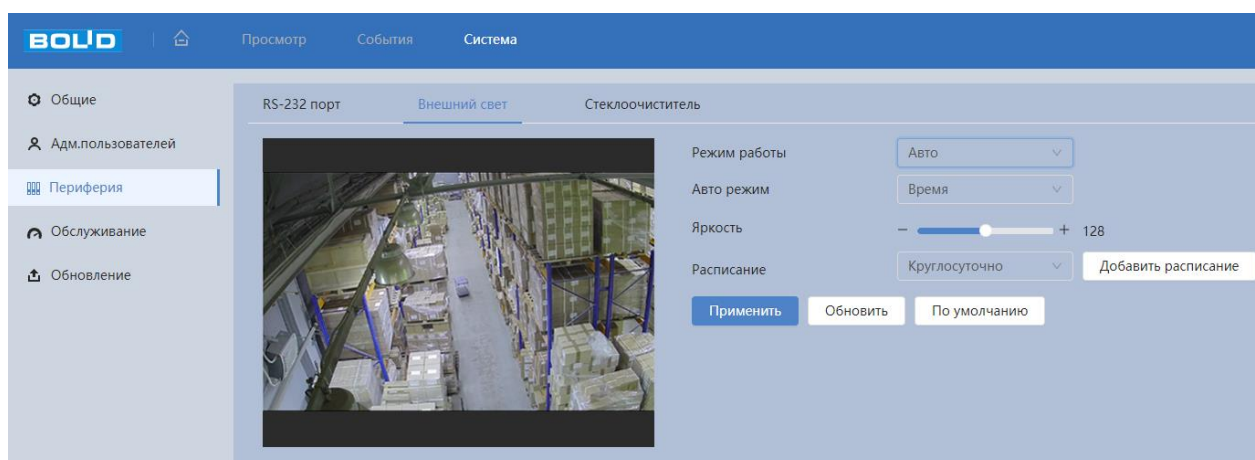 BOLID Просмотр События Система
Общие
Адм.пользователей
Периферия
Обслуживание
Обновление
RS-232 порт Внешний свет Стеклоочиститель
Режим работы Авто
Авто режим Время
Яркость − + 128
Расписание Круглосуточно Добавить расписание
Применить Обновить По умолчанию